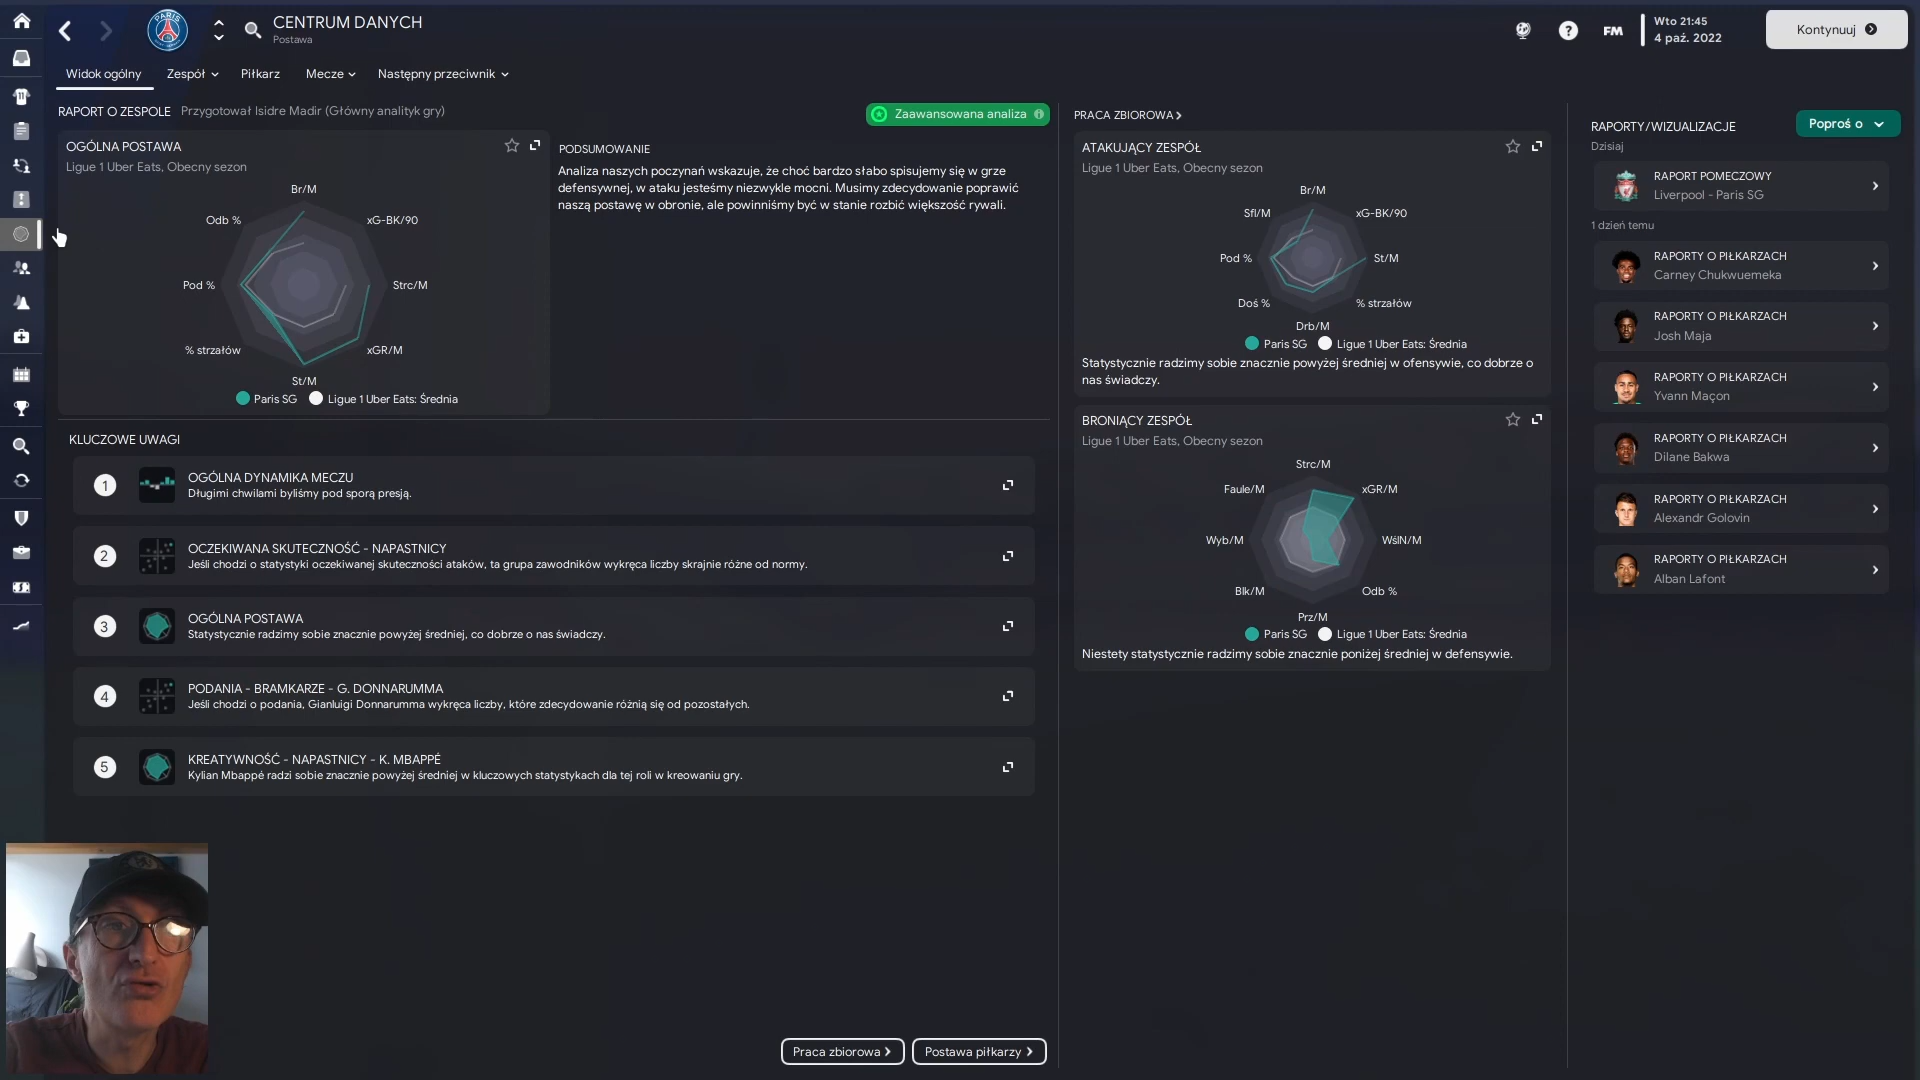 CENTRUM DANYCH
Postawa
FM
Wto 21:45
4 paź. 2022
Kontynuuj
Widok ogólny
Zespół
Piłkarz
Mecze
Następny przeciwnik
RAPORT O ZESPOLE
Przygotował Isidre Madir (Główny analityk gry)
Zaawansowana analiza
OGÓLNA POSTAWA
Ligue 1 Uber Eats, Obecny sezon
Br/M
Odb %
xG-BK/90
Pod %
Strc/M
% strzałów
xGR/M
St/M
Paris SG
Ligue 1 Uber Eats: Średnia
PODSUMOWANIE
Analiza naszych poczynań wskazuje, że choć bardzo słabo spisujemy się w grze
defensywnej, w ataku jesteśmy niezwykle mocni. Musimy zdecydowanie poprawić
naszą postawę w obronie, ale powinniśmy być w stanie rozbić większość rywali.
KLUCZOWE UWAGI
1
OGÓLNA DYNAMIKA MECZU
Długimi chwilami byliśmy pod sporą presją.
2
OCZEKIWANA SKUTECZNOŚĆ - NAPASTNICY
Jeśli chodzi o statystyki oczekiwanej skuteczności ataków, ta grupa zawodników wykręca liczby skrajnie różne od normy.
3
OGÓLNA POSTAWA
Statystycznie radzimy sobie znacznie powyżej średniej, co dobrze o nas świadczy.
4
PODANIA - BRAMKARZE - G. DONNARUMMA
Jeśli chodzi o podania, Gianluigi Donnarumma wykręca liczby, które zdecydowanie różnią się od pozostałych.
5
KREATYWNOŚĆ - NAPASTNICY - K. MBAPPÉ
Kylian Mbappé radzi sobie znacznie powyżej średniej w kluczowych statystykach dla tej roli w kreowaniu gry.
Praca zbiorowa
Postawa piłkarzy
PRACA ZBIOROWA
ATAKUJĄCY ZESPÓŁ
Ligue 1 Uber Eats, Obecny sezon
Br/M
Sfl/M
xG-BK/90
Pod %
St/M
Doś %
% strzałów
Drb/M
Paris SG
Ligue 1 Uber Eats: Średnia
Statystycznie radzimy sobie znacznie powyżej średniej w ofensywie, co dobrze o
nas świadczy.
BRONIĄCY ZESPÓŁ
Ligue 1 Uber Eats, Obecny sezon
Strc/M
Faule/M
xGR/M
Wyb/M
WślN/M
Blk/M
Odb %
Prz/M
Paris SG
Ligue 1 Uber Eats: Średnia
Niestety statystycznie radzimy sobie znacznie poniżej średniej w defensywie.
RAPORTY/WIZUALIZACJE
Poproś o
Dzisiaj
RAPORT POMECZOWY
Liverpool - Paris SG
1 dzień temu
RAPORTY O PIŁKARZACH
Carney Chukwuemeka
RAPORTY O PIŁKARZACH
Josh Maja
RAPORTY O PIŁKARZACH
Yvann Maçon
RAPORTY O PIŁKARZACH
Dilane Bakwa
RAPORTY O PIŁKARZACH
Alexandr Golovin
RAPORTY O PIŁKARZACH
Alban Lafont